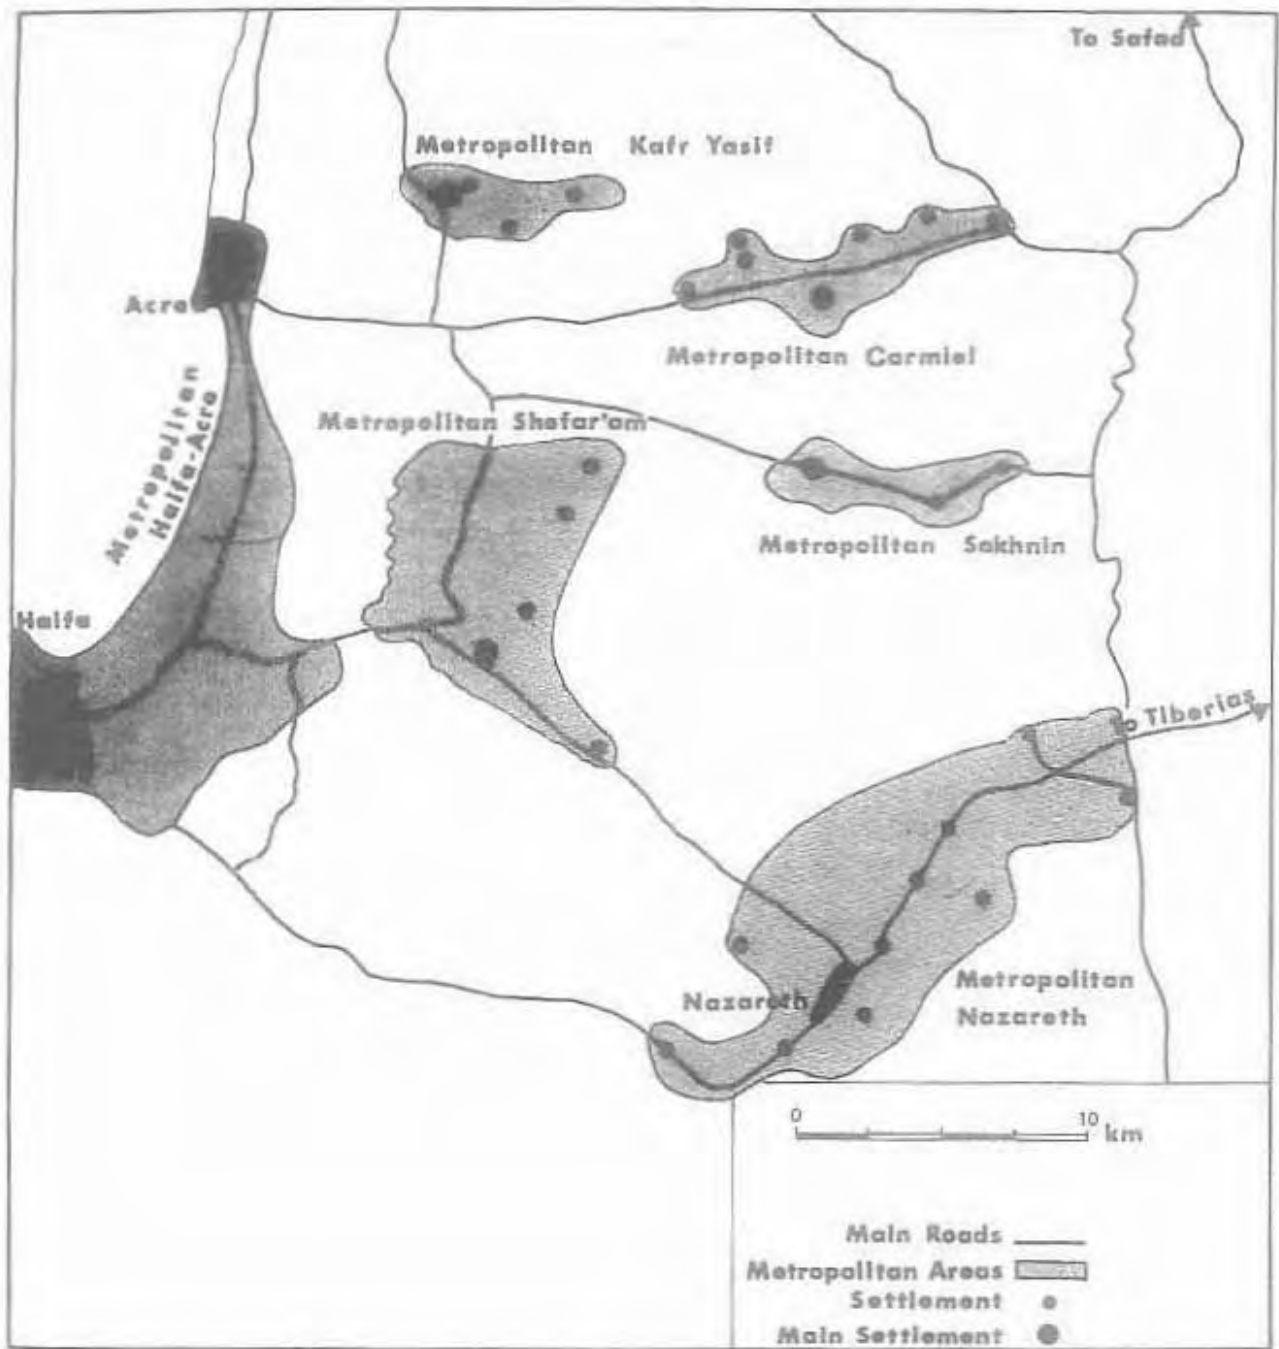 To Safad
Metropolitan Kafr Yasif
Acre
Metropolitan Carmiel
Metropolitan
Haifa-Acre
Metropolitan Shefar'am
Metropolitan Sakhnin
Haifa
To Tiberias
Nazareth
Metropolitan
Nazareth
0 10 km
Main Roads
Metropolitan Areas
Settlement
Main Settlement